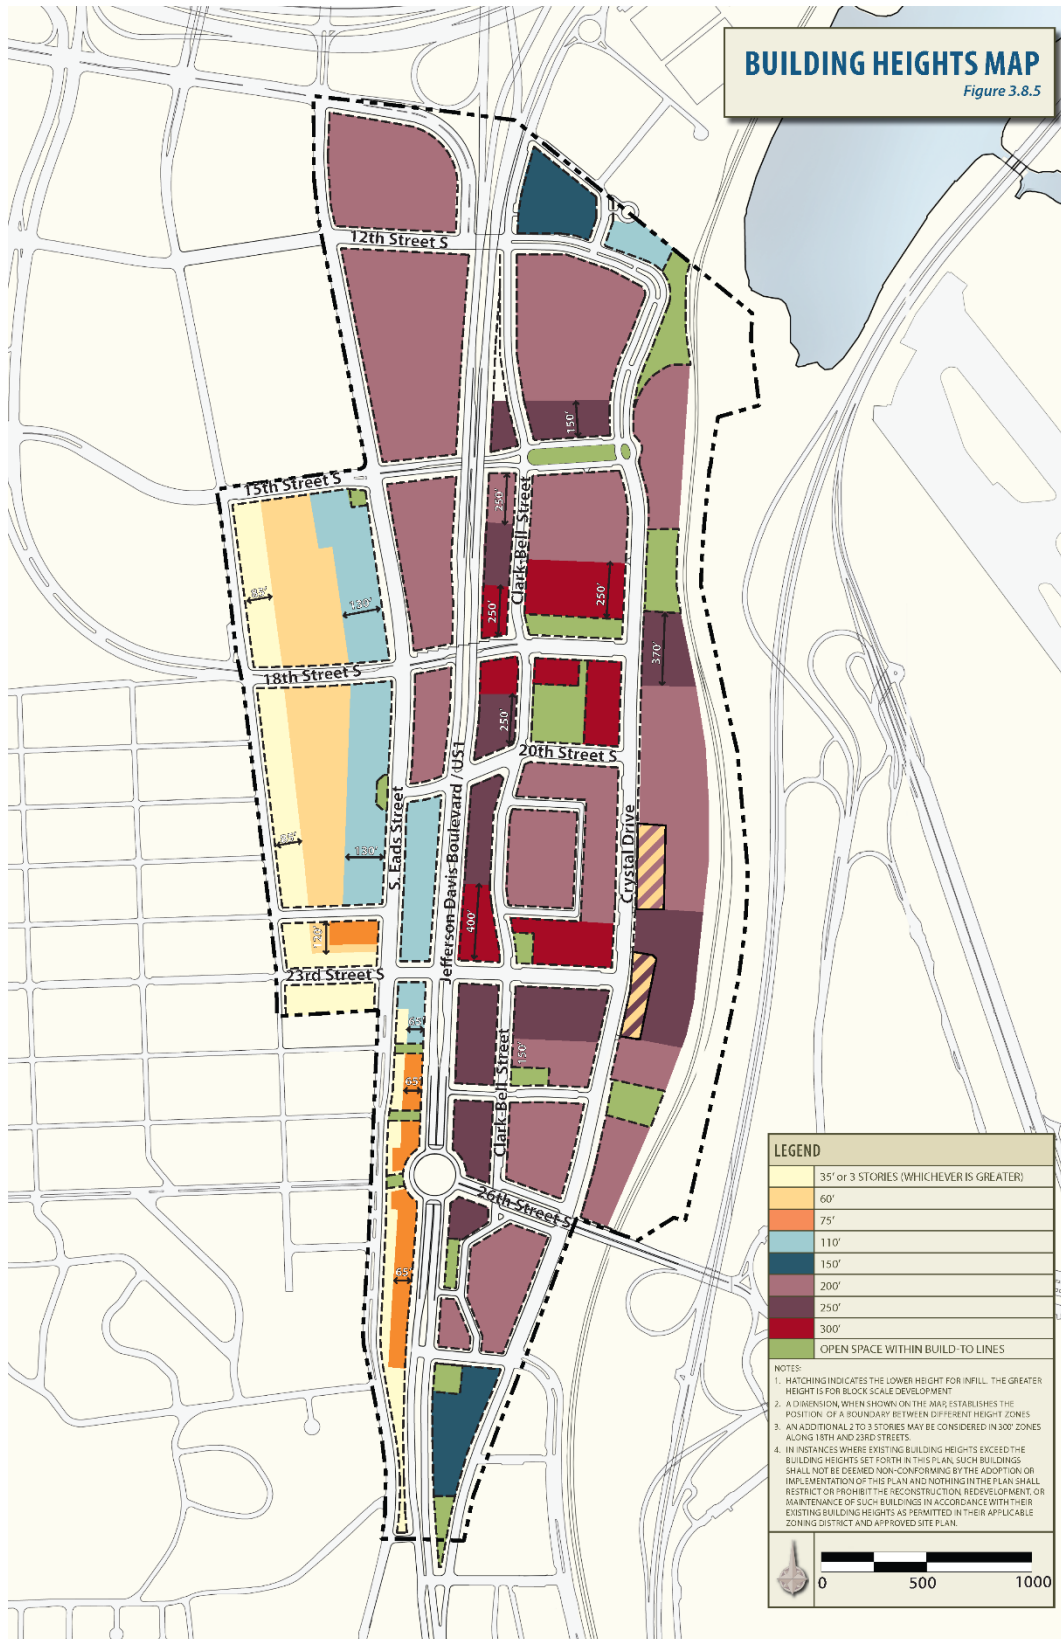 BUILDING HEIGHTS MAP
Figure 3.8.5
12th Street S
150'
15th Street S
250'
Clark-Bell Street
250'
250'
130'
370'
18th Street S
250'
20th Street S
Jefferson Davis Boulevard / US1
S. Eads Street
Crystal Drive
130'
400'
23rd Street S
150'
Clark-Bell Street
65'
26th Street S
65'
LEGEND
35' or 3 STORIES (WHICHEVER IS GREATER)
60'
75'
110'
150'
200'
250'
300'
OPEN SPACE WITHIN BUILD-TO LINES
NOTES:
1. HATCHING INDICATES THE LOWER HEIGHT FOR INFILL. THE GREATER
HEIGHT IS FOR BLOCK SCALE DEVELOPMENT
2. A DIMENSION, WHEN SHOWN ON THE MAP, ESTABLISHES THE
POSITION OF A BOUNDARY BETWEEN DIFFERENT HEIGHT ZONES
3. AN ADDITIONAL 2 TO 3 STORIES MAY BE CONSIDERED IN 300' ZONES
ALONG 18TH AND 23RD STREETS.
4. IN INSTANCES WHERE EXISTING BUILDING HEIGHTS EXCEED THE
BUILDING HEIGHTS SET FORTH IN THIS PLAN, SUCH BUILDINGS
SHALL NOT BE DEEMED NON-CONFORMING BY THE ADOPTION OR
IMPLEMENTATION OF THIS PLAN AND NOTHING IN THE PLAN SHALL
RESTRICT OR PROHIBIT THE RECONSTRUCTION, REDEVELOPMENT, OR
MAINTENANCE OF SUCH BUILDINGS IN ACCORDANCE WITH THEIR
EXISTING BUILDING HEIGHTS AS PERMITTED IN THEIR APPLICABLE
ZONING DISTRICT AND APPROVED SITE PLAN.
0 500 1000